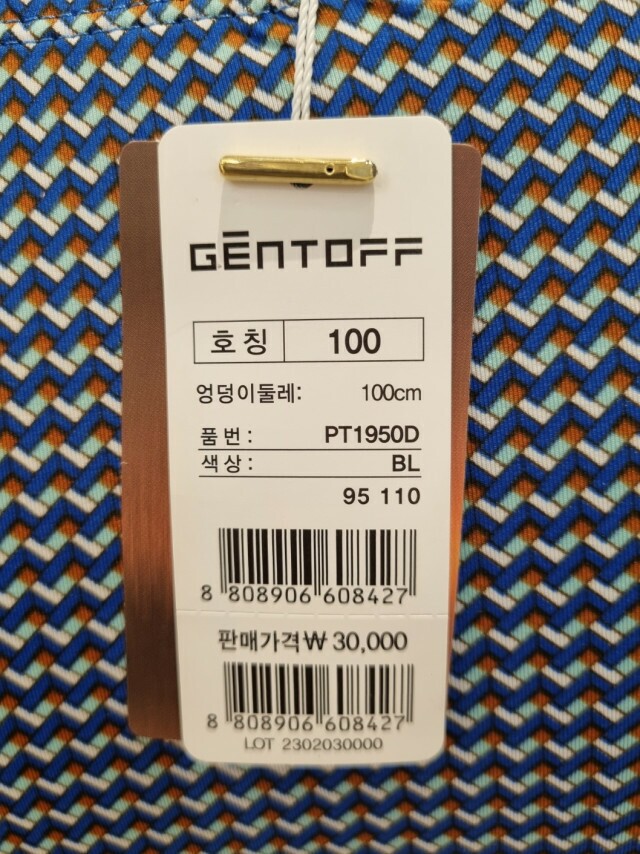 GĒNTOFF
호칭 100
엉덩이둘레: 100cm
품번: PT1950D
색상: BL
95 110
8 808906 608427
판매가격₩ 30,000
8 808906 608427
LOT 2302030000